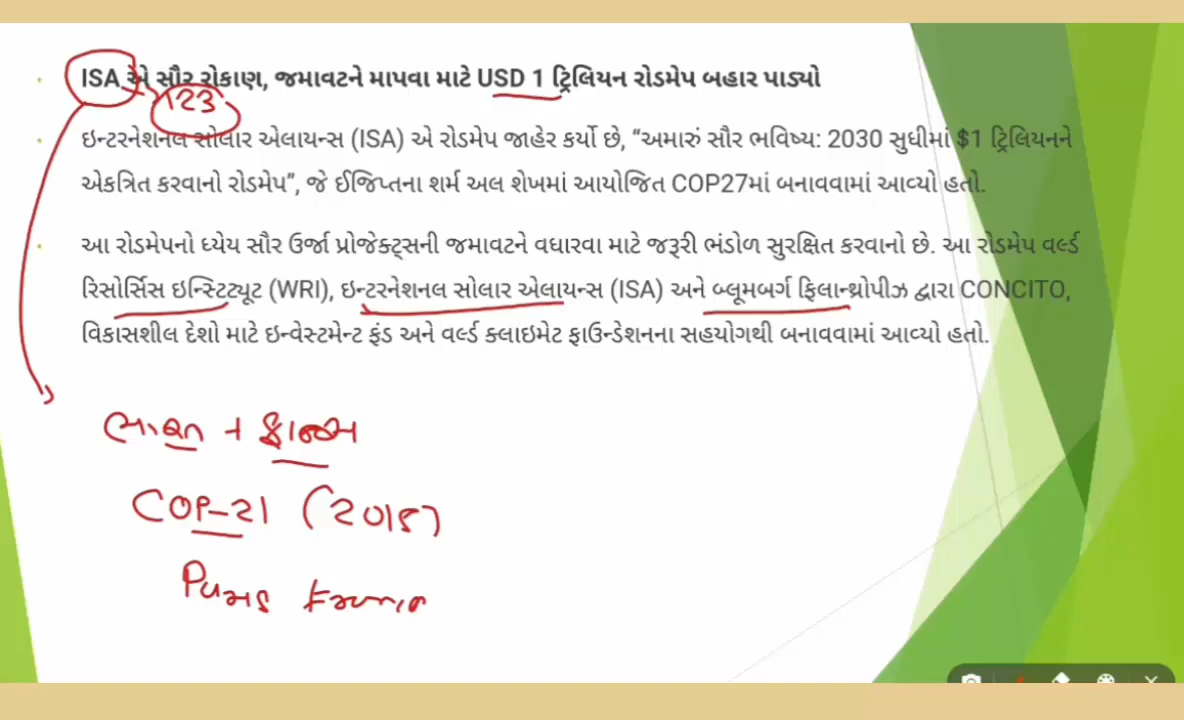 ISA એ સૌર રોકાણ, જમાવટને માપવા માટે USD 1 ટ્રિલિયન રોડમેપ બહાર પાડ્યો
123
ઇન્ટરનેશનલ સોલાર એલાયન્સ (ISA) એ રોડમેપ જાહેર કર્યો છે, “અમારું સૌર ભવિષ્ય: 2030 સુધીમાં $1 ટ્રિલિયનને
એકત્રિત કરવાનો રોડમેપ”, જે ઈજિપ્તના શર્મ અલ શેખમાં આયોજિત COP27માં બનાવવામાં આવ્યો હતો.
આ રોડમેપનો ધ્યેય સૌર ઉર્જા પ્રોજેક્ટ્સની જમાવટને વધારવા માટે જરૂરી ભંડોળ સુરક્ષિત કરવાનો છે. આ રોડમેપ વર્લ્ડ
રિસોર્સિસ ઇન્સ્ટિટ્યૂટ (WRI), ઇન્ટરનેશનલ સોલાર એલાયન્સ (ISA) અને બ્લૂમબર્ગ ફિલાન્થ્રોપીઝ દ્વારા CONCITO,
વિકાસશીલ દેશો માટે ઇન્વેસ્ટમેન્ટ ફંડ અને વર્લ્ડ ક્લાઇમેટ ફાઉન્ડેશનના સહયોગથી બનાવવામાં આવ્યો હતો.
ભારત + ફ્રાન્સ
COP-21 (2015)